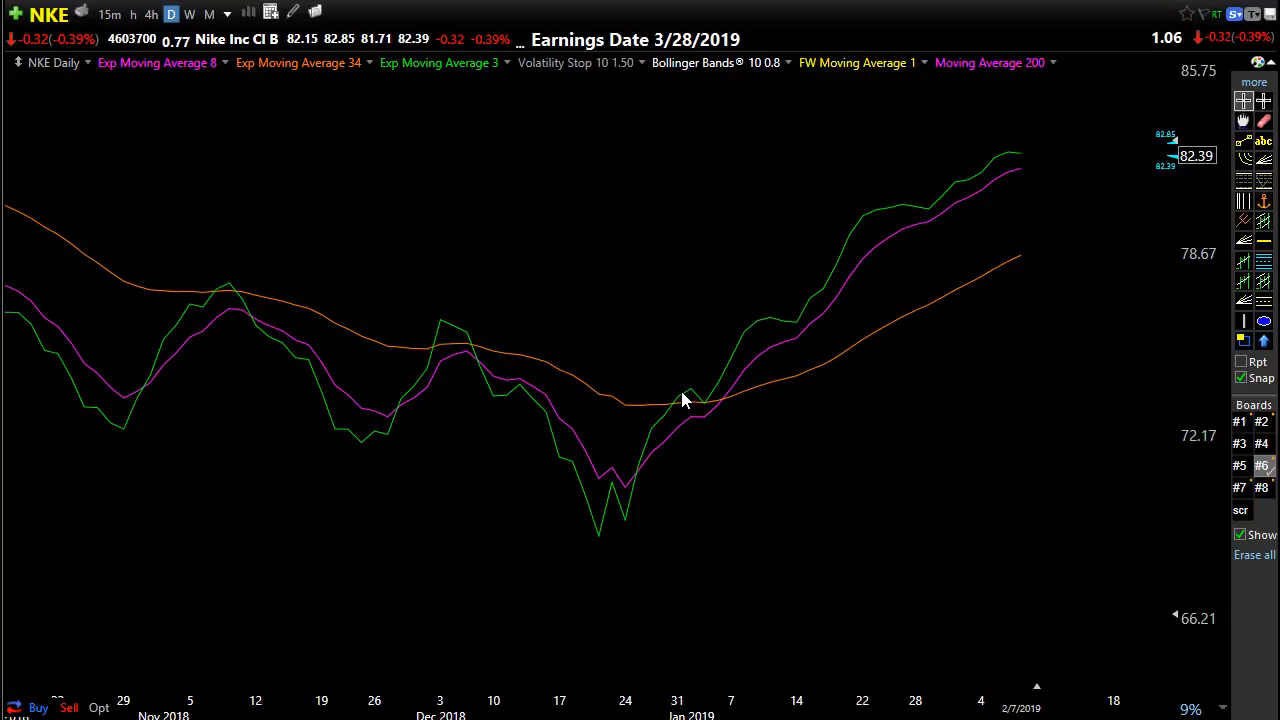 NKE 15m h 4h D W M RT S T
-0.32(-0.39%) 4603700 0.77 Nike Inc Cl B 82.15 82.85 81.71 82.39 -0.32 -0.39% ... Earnings Date 3/28/2019 1.06 -0.32(-0.39%)
NKE Daily Exp Moving Average 8 Exp Moving Average 34 Exp Moving Average 3 Volatility Stop 10 1.50 Bollinger Bands® 10 0.8 FW Moving Average 1 Moving Average 200
85.75
more
82.85
abc
82.39
82.39
78.67
Rpt
Snap
Boards
#1 #2
72.17
#3 #4
#5 #6
#7 #8
scr
Show
Erase all
66.21
29 5 12 19 26 3 10 17 24 31 7 14 22 28 4 18
Buy Sell Opt
Nov 2018 Dec 2018 Jan 2019 2/7/2019
9%